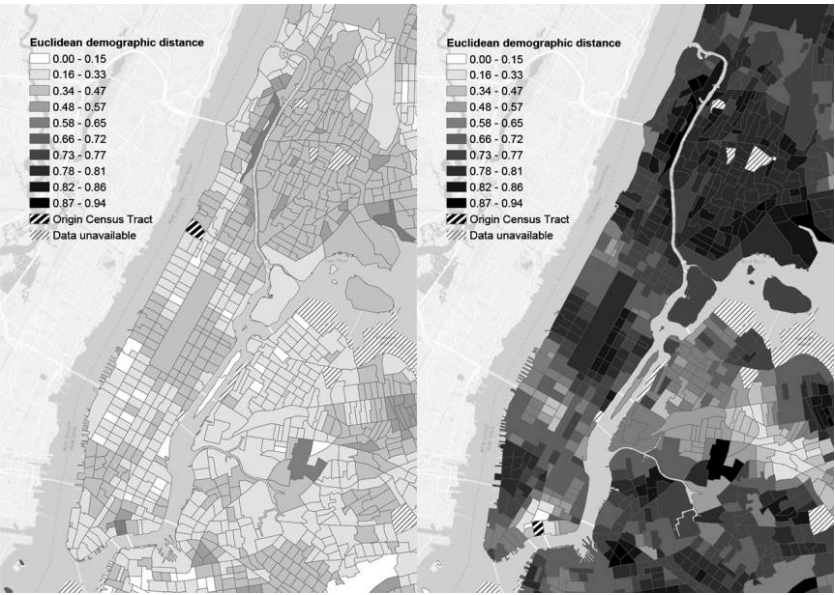 Euclidean demographic distance
0.00 - 0.15
0.16 - 0.33
0.34 - 0.47
0.48 - 0.57
0.58 - 0.65
0.66 - 0.72
0.73 - 0.77
0.78 - 0.81
0.82 - 0.86
0.87 - 0.94
Origin Census Tract
Data unavailable
Euclidean demographic distance
0.00 - 0.15
0.16 - 0.33
0.34 - 0.47
0.48 - 0.57
0.58 - 0.65
0.66 - 0.72
0.73 - 0.77
0.78 - 0.81
0.82 - 0.86
0.87 - 0.94
Origin Census Tract
Data unavailable